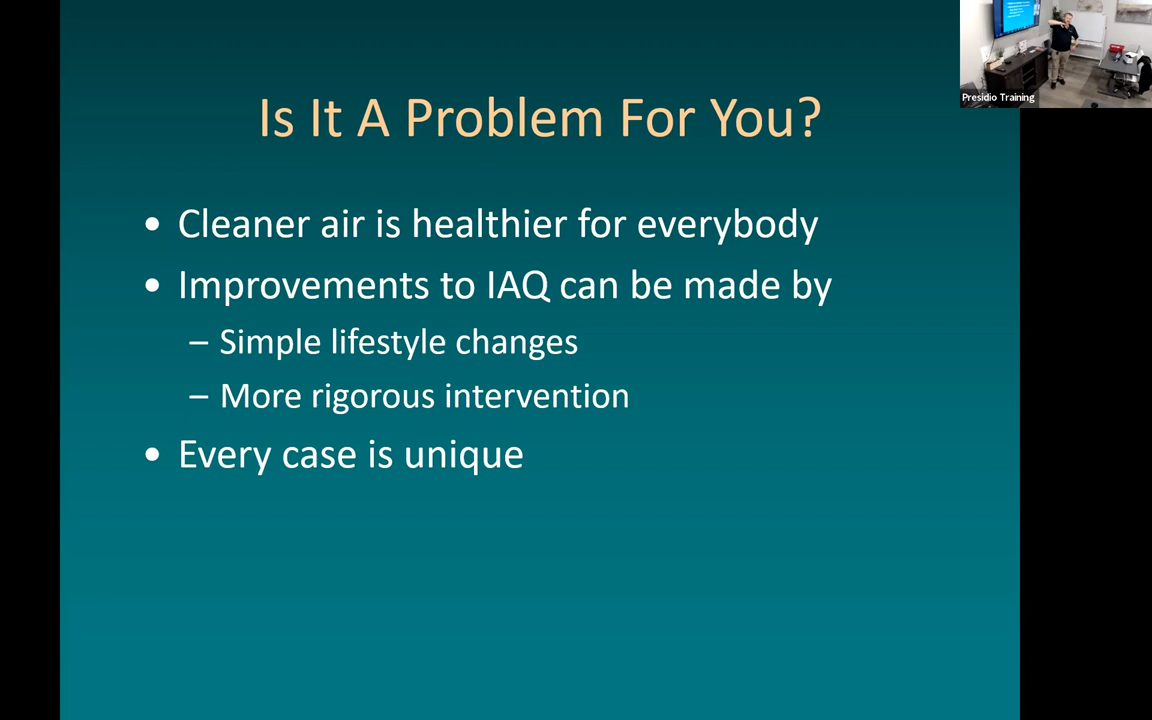 Is It A Problem For You?
• Cleaner air is healthier for everybody
• Improvements to IAQ can be made by
– Simple lifestyle changes
– More rigorous intervention
• Every case is unique
Presidio Training